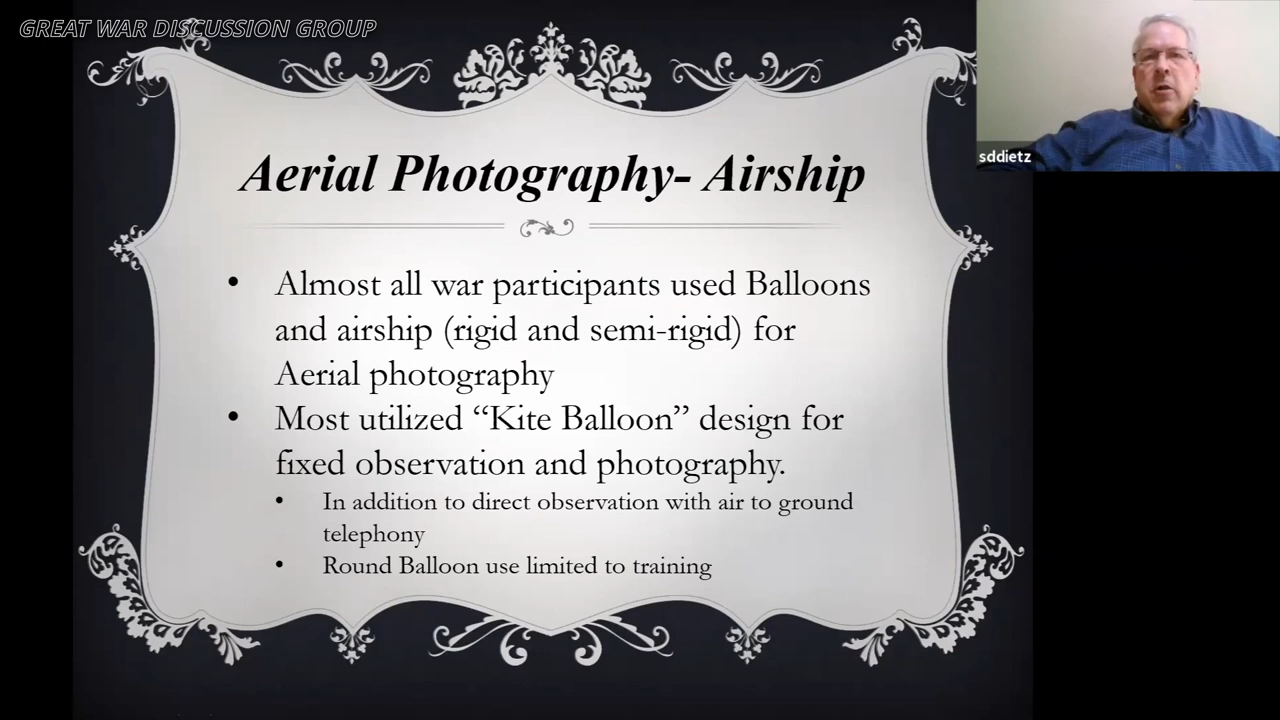 GREAT WAR DISCUSSION GROUP
sddietz
Aerial Photography- Airship
• Almost all war participants used Balloons
and airship (rigid and semi-rigid) for
Aerial photography
• Most utilized “Kite Balloon” design for
fixed observation and photography.
• In addition to direct observation with air to ground
telephony
• Round Balloon use limited to training